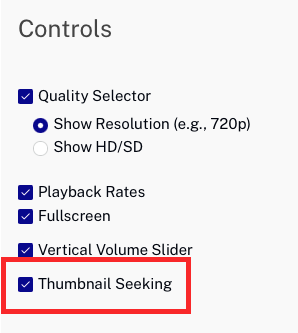 Controls
Quality Selector
Show Resolution (e.g., 720p)
Show HD/SD
Playback Rates
Fullscreen
Vertical Volume Slider
Thumbnail Seeking